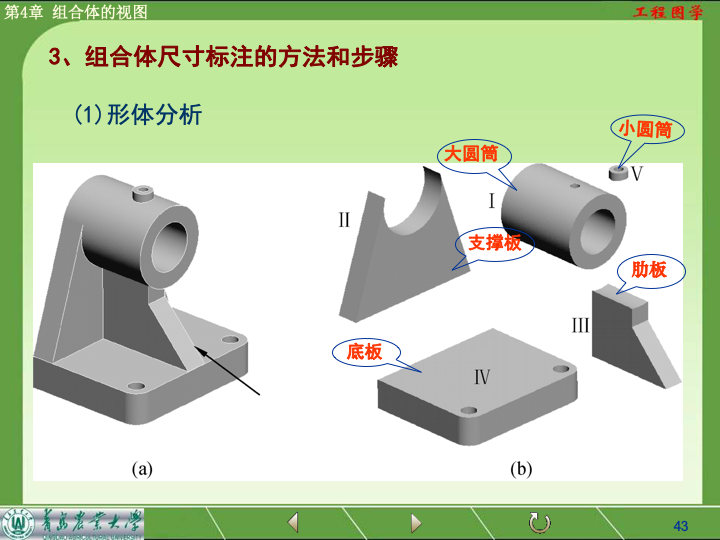 第4章 组合体的视图
工程图学
3、组合体尺寸标注的方法和步骤
(1)形体分析
小圆筒
大圆筒
V
I
II
支撑板
肋板
III
底板
IV
(a)
(b)
青岛农业大学
43